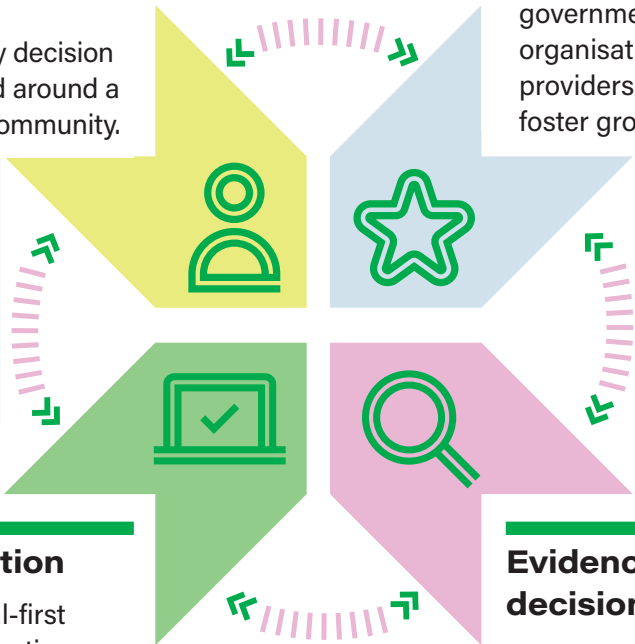 y decision
d around a
ommunity.
governme
organisat
providers
foster gro
tion
l-first
Evidenc
decision